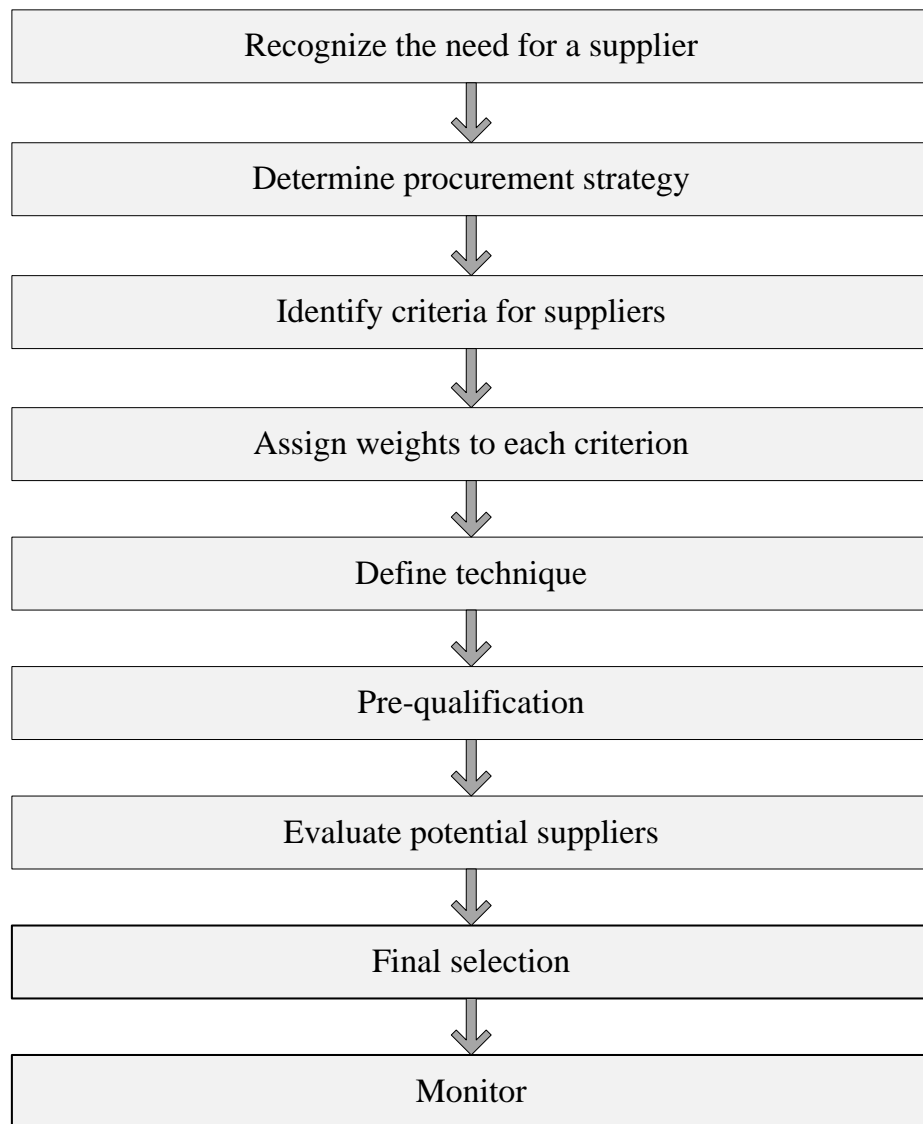 Recognize the need for a supplier
Determine procurement strategy
Identify criteria for suppliers
Assign weights to each criterion
Define technique
Pre-qualification
Evaluate potential suppliers
Final selection
Monitor